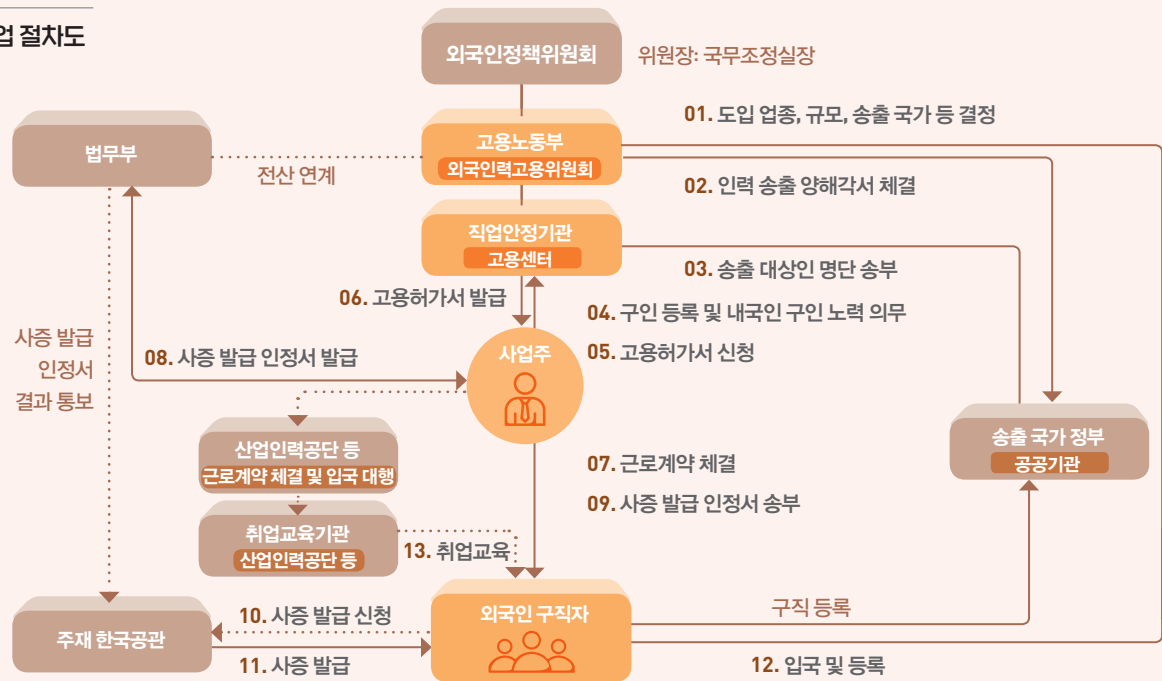 업 절차도
외국인정책위원회
위원장: 국무조정실장
01. 도입 업종, 규모, 송출 국가 등 결정
고용노동부
외국인력고용위원회
법무부
전산 연계
02. 인력 송출 양해각서 체결
직업안정기관
고용센터
03. 송출 대상인 명단 송부
06. 고용허가서 발급
04. 구인 등록 및 내국인 구인 노력 의무
05. 고용허가서 신청
사업주
사증 발급
인정서
결과 통보
08. 사증 발급 인정서 발급
산업인력공단 등
근로계약 체결 및 입국 대행
송출 국가 정부
공공기관
07. 근로계약 체결
09. 사증 발급 인정서 송부
취업교육기관
산업인력공단 등
13. 취업교육
외국인 구직자
구직 등록
10. 사증 발급 신청
주재 한국공관
11. 사증 발급
12. 입국 및 등록